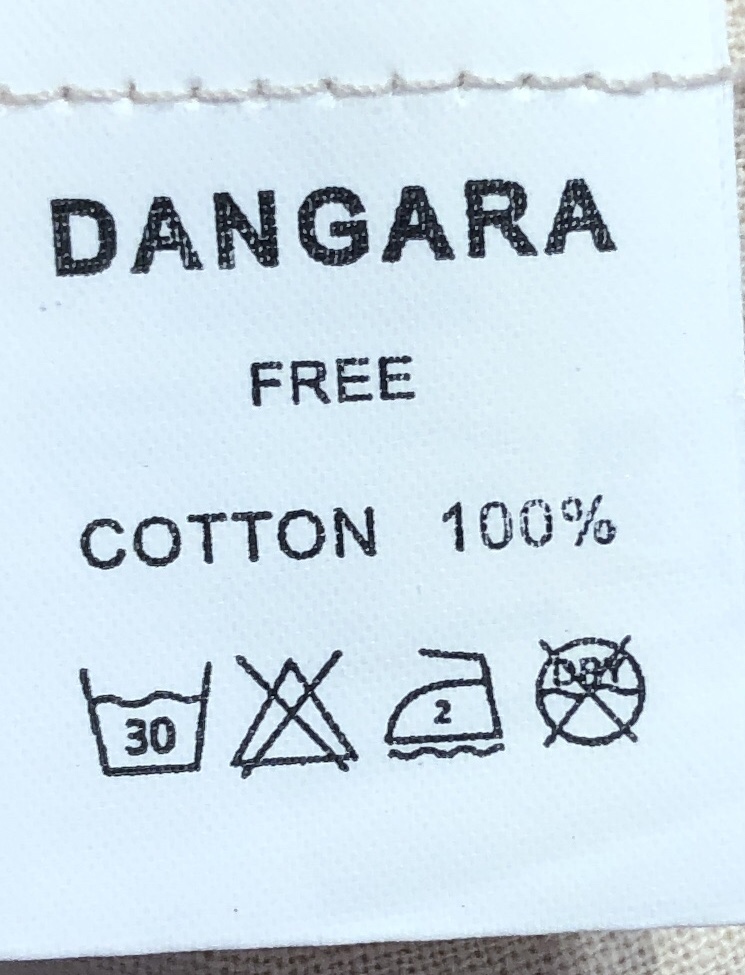 DANGARA
FREE
COTTON 100%
30 2 DRY